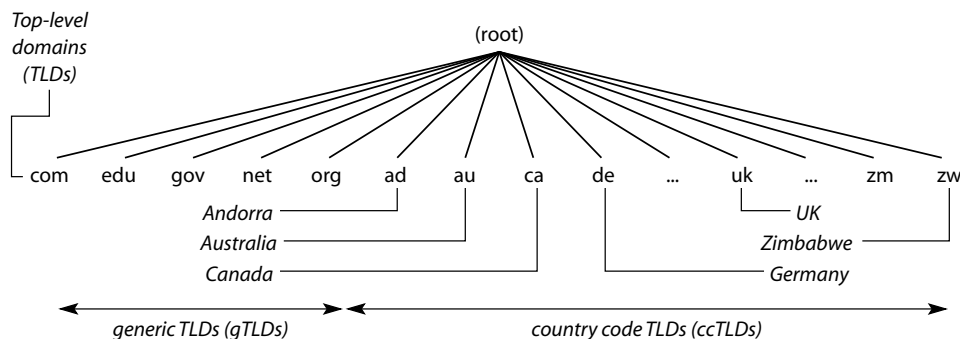 Top-level
domains
(TLDs)
(root)
com edu gov net org ad au ca de ... uk ... zm zw
Andorra UK
Australia Zimbabwe
Canada Germany
generic TLDs (gTLDs) country code TLDs (ccTLDs)